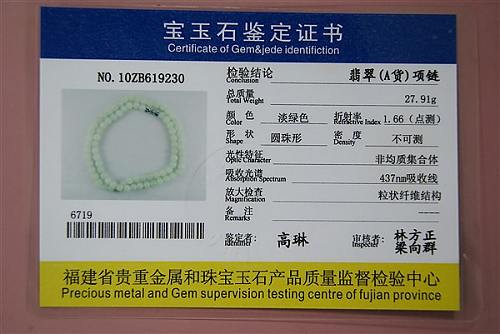 宝玉石鉴定证书
Certificate of Gem&jede identifiction
NO. 10ZB619230
检验结论 翡翠(A货)项链
Conclusion
总质量 27.91g
Total Weight
颜色 淡绿色 折射率 1.66（点测）
Color Refractive Index
形状 圆珠形 密度 不可测
Shape Density
光性特征 非均质集合体
Optic Character
吸收光谱 437nm吸收线
Absorption Spectrum
放大检查 粒状纤维结构
Magnification
备注 ——
Remarks
6719
鉴定者: 高琳 审核者: 林方正
Identifier Inspecter 梁向群
福建省贵重金属和珠宝玉石产品质量监督检验中心
Precious metal and Gem supervision testing centre of fujian province